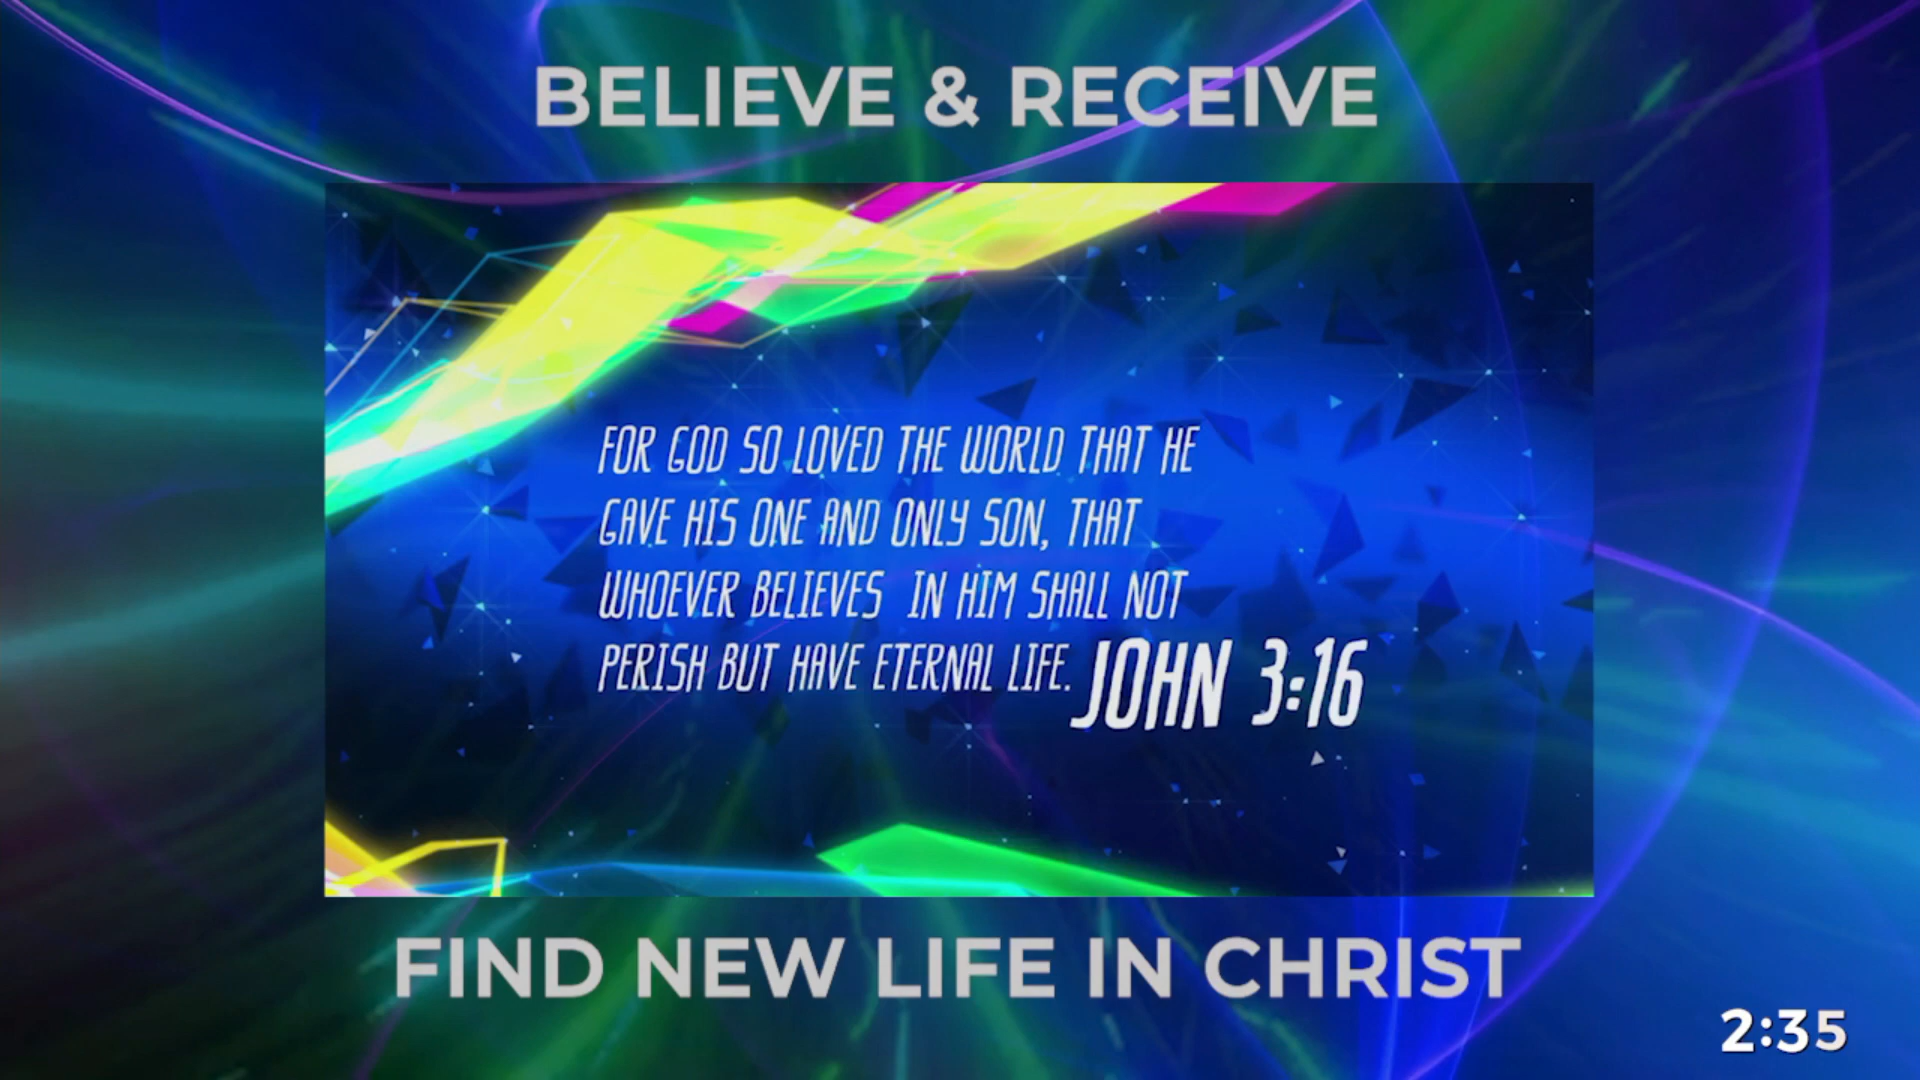 BELIEVE & RECEIVE
FOR GOD SO LOVED THE WORLD THAT HE
GAVE HIS ONE AND ONLY SON, THAT
WHOEVER BELIEVES IN HIM SHALL NOT
PERISH BUT HAVE ETERNAL LIFE. JOHN 3:16
FIND NEW LIFE IN CHRIST
2:35